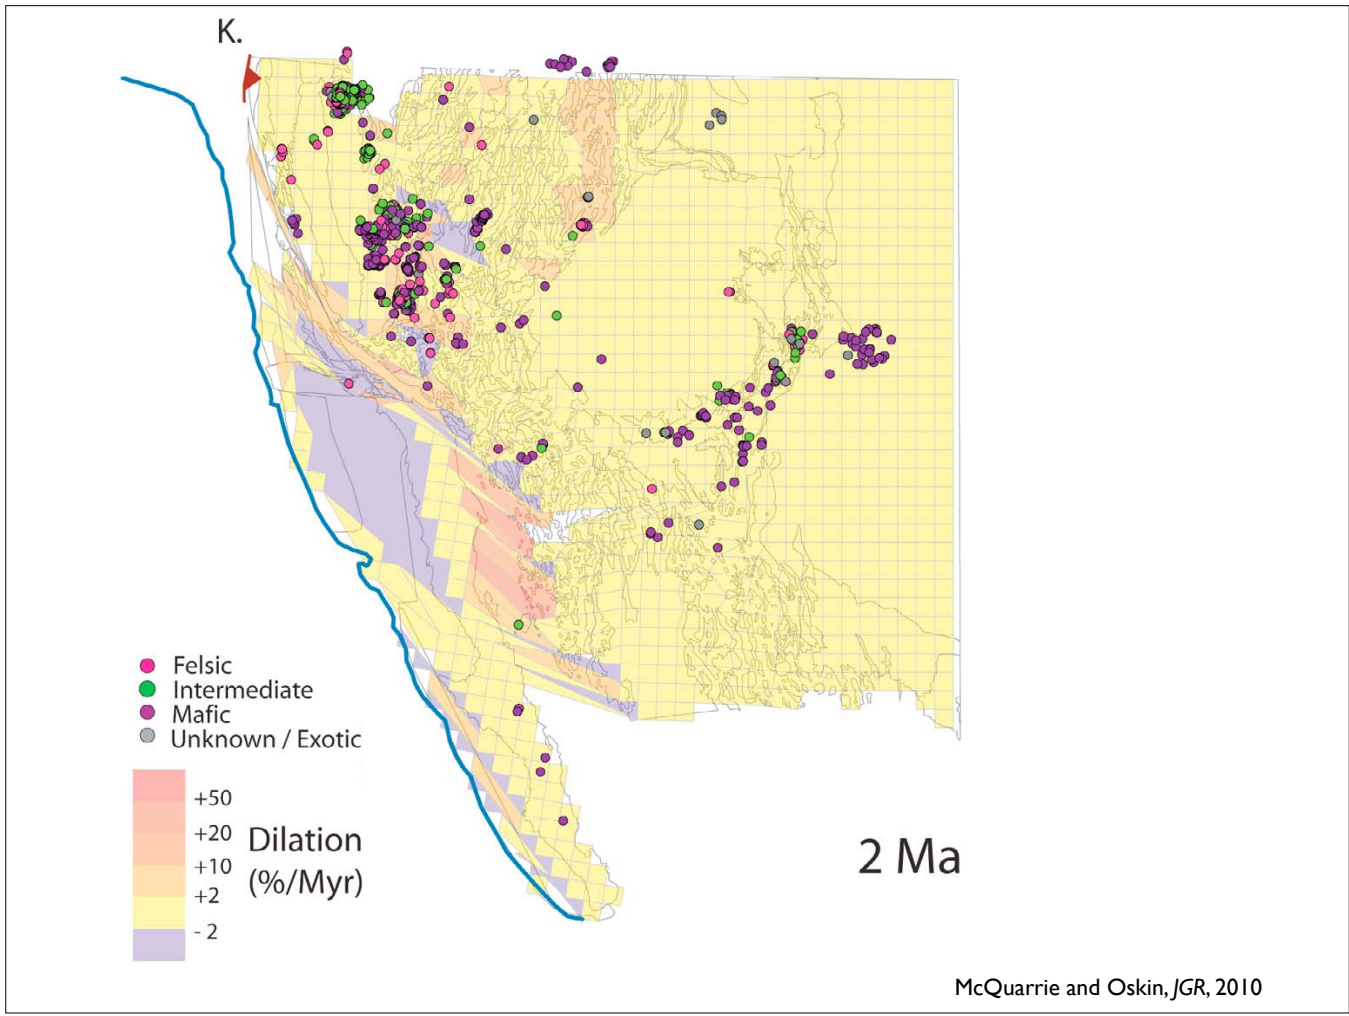 K.
Felsic
Intermediate
Mafic
Unknown / Exotic
+50
+20
+10
+2
- 2
Dilation
(%/Myr)
2 Ma
McQuarrie and Oskin, JGR, 2010